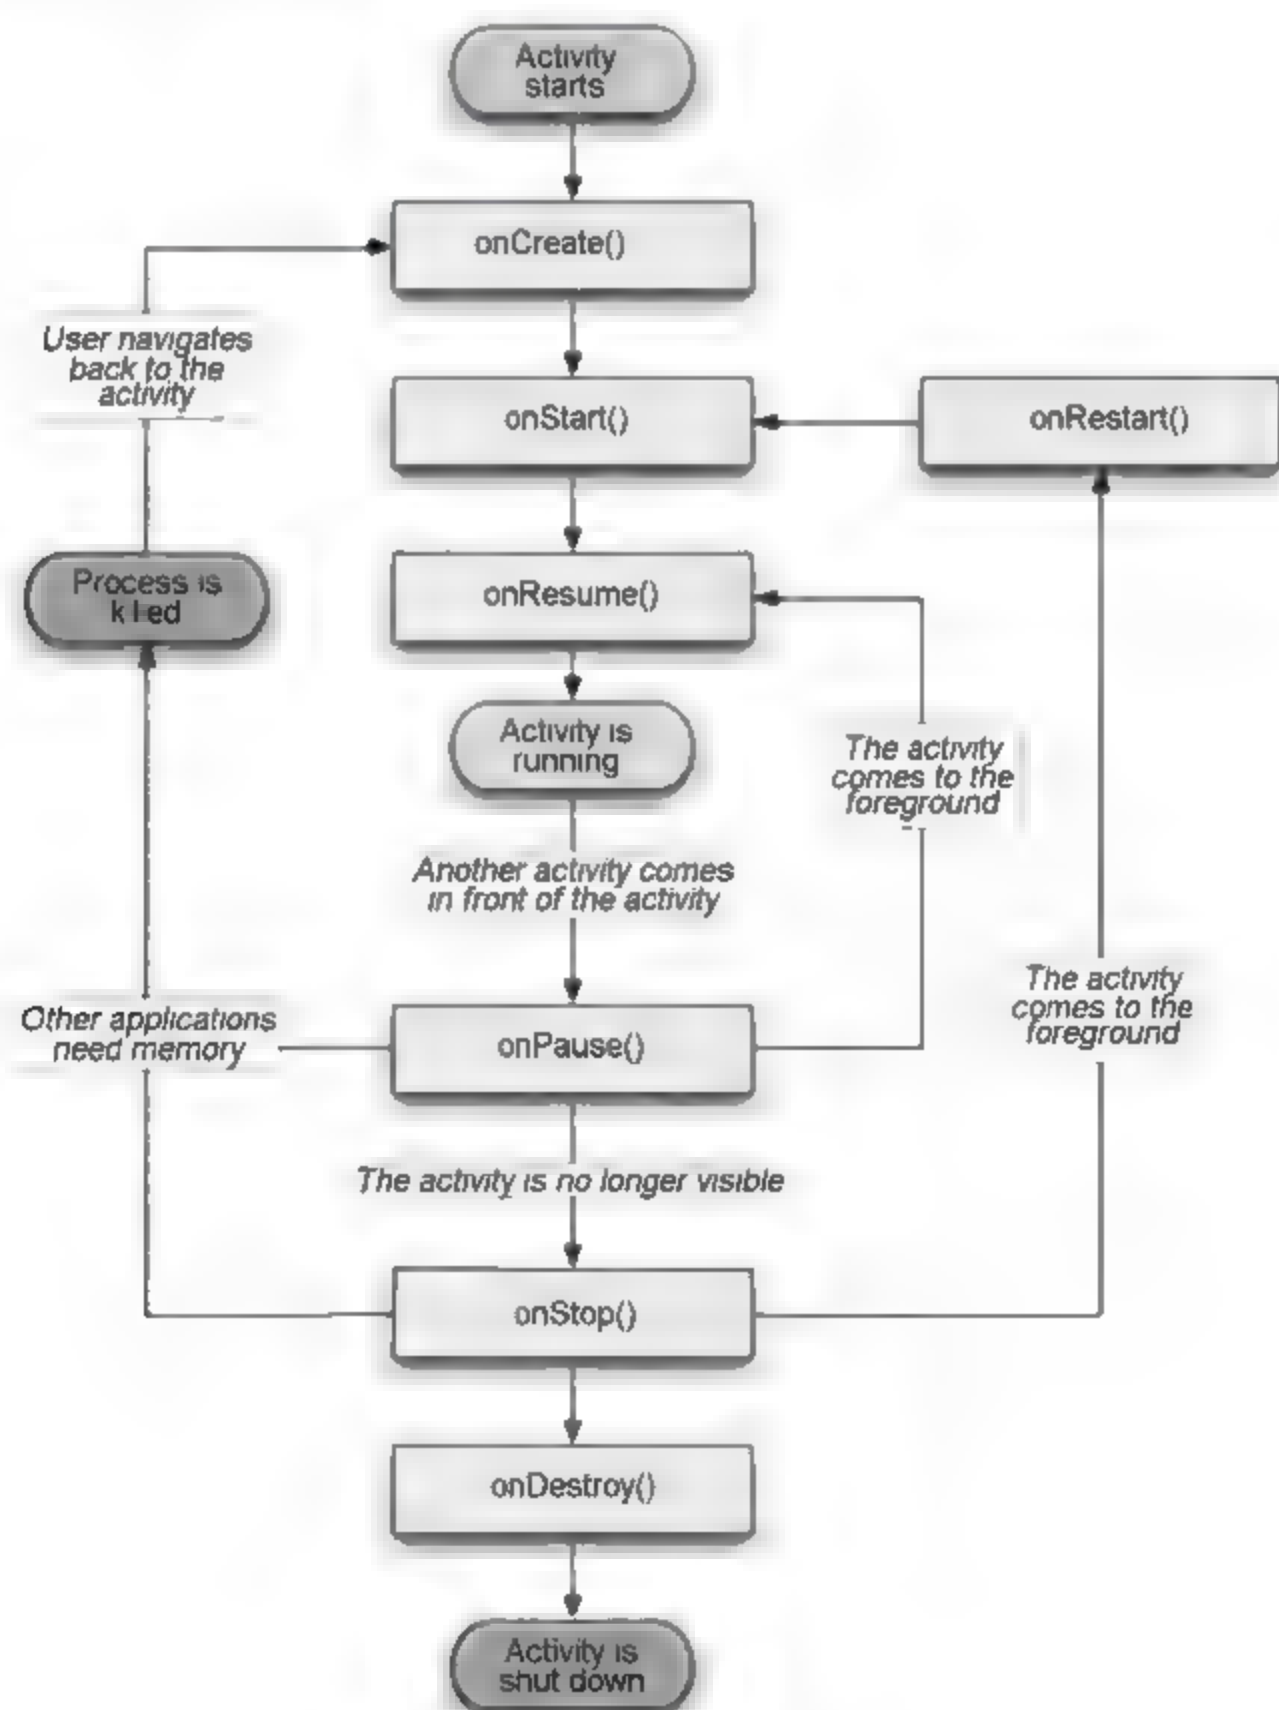 Activity
starts
onCreate()
User navigates
back to the
activity
onStart()
onRestart()
Process is
killed
onResume()
Activity is
running
The activity
comes to the
foreground
Another activity comes
in front of the activity
The activity
comes to the
foreground
Other applications
need memory
onPause()
The activity is no longer visible
onStop()
onDestroy()
Activity is
shut down